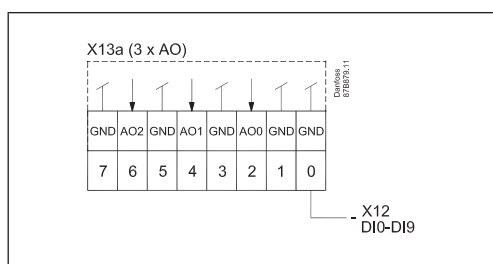 X13a (3 x AO)
Danfoss
87B879.11
GND AO2 GND AO1 GND AO0 GND GND
7 6 5 4 3 2 1 0
- X12
DI0-DI9